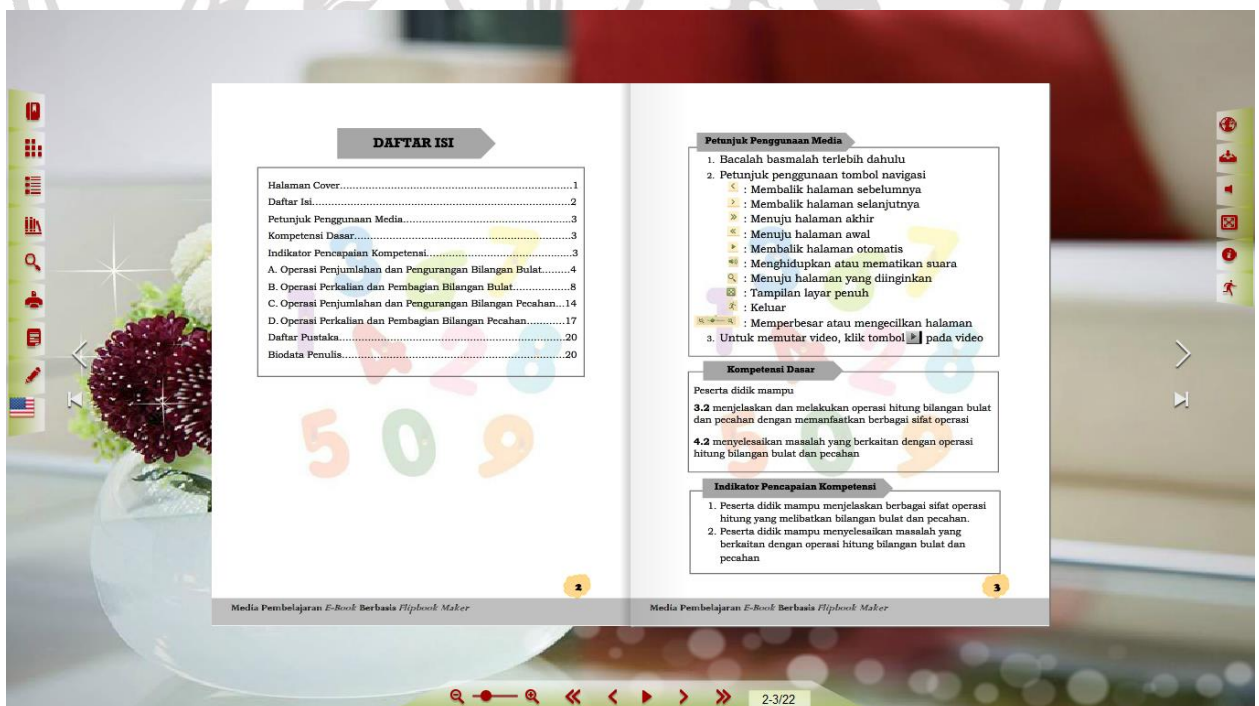 DAFTAR ISI
Halaman Cover.......................................................................1
Daftar Isi...............................................................................2
Petunjuk Penggunaan Media...................................................3
Kompetensi Dasar..................................................................3
Indikator Pencapaian Kompetensi...........................................3
A. Operasi Penjumlahan dan Pengurangan Bilangan Bulat........4
B. Operasi Perkalian dan Pembagian Bilangan Bulat.................8
C. Operasi Penjumlahan dan Pengurangan Bilangan Pecahan...14
D. Operasi Perkalian dan Pembagian Bilangan Pecahan............17
Daftar Pustaka.....................................................................20
Biodata Penulis.....................................................................20
2
Media Pembelajaran E-Book Berbasis Flipbook Maker
Petunjuk Penggunaan Media
1. Bacalah basmalah terlebih dahulu
2. Petunjuk penggunaan tombol navigasi
: Membalik halaman sebelumnya
: Membalik halaman selanjutnya
: Menuju halaman akhir
: Menuju halaman awal
: Membalik halaman otomatis
: Menghidupkan atau mematikan suara
: Menuju halaman yang diinginkan
: Tampilan layar penuh
: Keluar
: Memperbesar atau mengecilkan halaman
3. Untuk memutar video, klik tombol pada video
Kompetensi Dasar
Peserta didik mampu
3.2 menjelaskan dan melakukan operasi hitung bilangan bulat
dan pecahan dengan memanfaatkan berbagai sifat operasi
4.2 menyelesaikan masalah yang berkaitan dengan operasi
hitung bilangan bulat dan pecahan
Indikator Pencapaian Kompetensi
1. Peserta didik mampu menjelaskan berbagai sifat operasi
hitung yang melibatkan bilangan bulat dan pecahan.
2. Peserta didik mampu menyelesaikan masalah yang
berkaitan dengan operasi hitung bilangan bulat dan
pecahan
3
Media Pembelajaran E-Book Berbasis Flipbook Maker
2-3/22